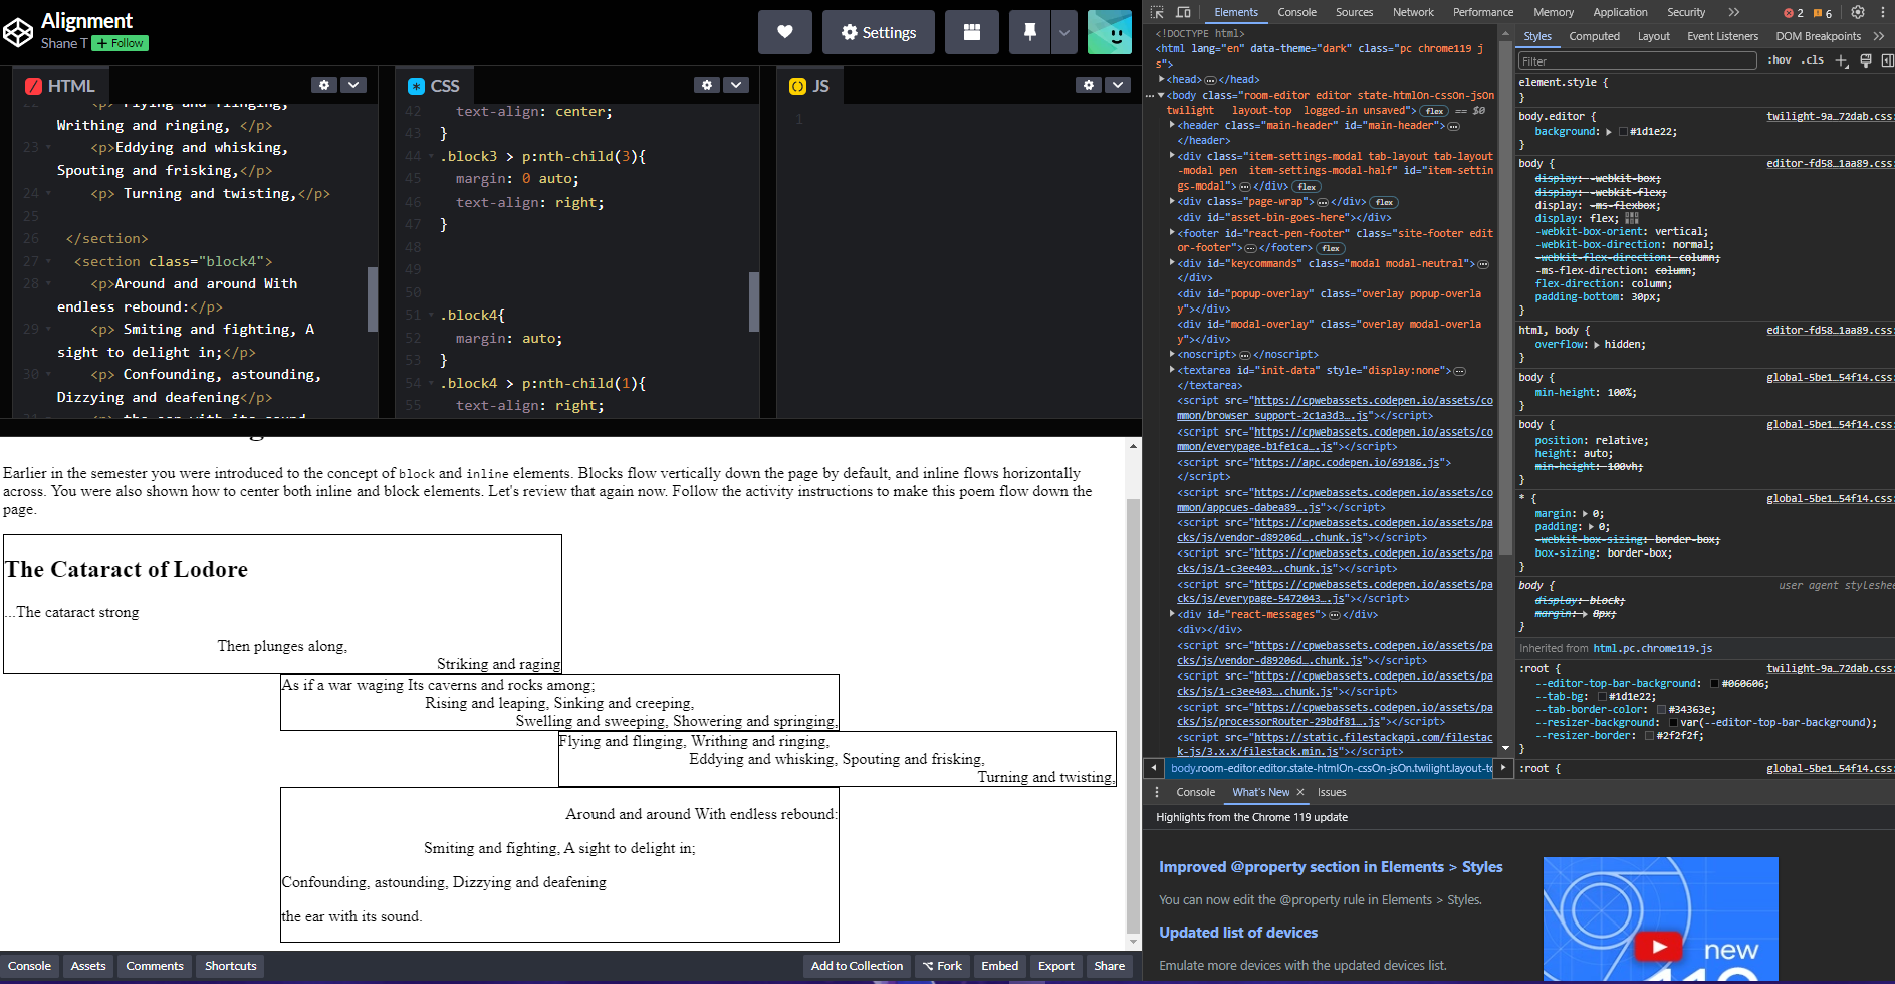 Alignment
Shane T + Follow
Settings
HTML
CSS
JS
22 <p> Flying and flinging,
Writhing and ringing, </p>
23 <p>Eddying and whisking,
Spouting and frisking,</p>
24 <p> Turning and twisting,</p>
25
26 </section>
27 <section class="block4">
28 <p>Around and around With
endless rebound:</p>
29 <p> Smiting and fighting, A
sight to delight in;</p>
30 <p> Confounding, astounding,
Dizzying and deafening</p>
31 <p> the ear with its sound.
42 text-align: center;
43 }
44 .block3 > p:nth-child(3){
45 margin: 0 auto;
46 text-align: right;
47 }
48
49
50
51 .block4{
52 margin: auto;
53 }
54 .block4 > p:nth-child(1){
55 text-align: right;
1
Earlier in the semester you were introduced to the concept of block and inline elements. Blocks flow vertically down the page by default, and inline flows horizontally
across. You were also shown how to center both inline and block elements. Let's review that again now. Follow the activity instructions to make this poem flow down the
page.
The Cataract of Lodore
...The cataract strong
Then plunges along,
Striking and raging
As if a war waging Its caverns and rocks among;
Rising and leaping, Sinking and creeping,
Swelling and sweeping, Showering and springing,
Flying and flinging, Writhing and ringing,
Eddying and whisking, Spouting and frisking,
Turning and twisting,
Around and around With endless rebound:
Smiting and fighting, A sight to delight in;
Confounding, astounding, Dizzying and deafening
the ear with its sound.
Console Assets Comments Shortcuts
Add to Collection Fork Embed Export Share
Elements Console Sources Network Performance Memory Application Security 2 6
<!DOCTYPE html>
<html lang="en" data-theme="dark" class="pc chrome119 j
s">
<head>…</head>
<body class="room-editor editor state-htmlOn-cssOn-jsOn
twilight layout-top logged-in unsaved"> flex == $0
<header class="main-header" id="main-header">…
</header>
<div class="item-settings-modal tab-layout tab-layout
-modal pen item-settings-modal-half" id="item-settin
gs-modal">…</div> flex
<div class="page-wrap">…</div> flex
<div id="asset-bin-goes-here"></div>
<footer id="react-pen-footer" class="site-footer edit
or-footer">…</footer> flex
<div id="keycommands" class="modal modal-neutral">…
</div>
<div id="popup-overlay" class="overlay popup-overla
y"></div>
<div id="modal-overlay" class="overlay modal-overla
y"></div>
<noscript>…</noscript>
<textarea id="init-data" style="display:none">…
</textarea>
<script src="https://cpwebassets.codepen.io/assets/co
mmon/browser_support-2c1a3d3….js"></script>
<script src="https://cpwebassets.codepen.io/assets/co
mmon/everypage-b1fe1ca….js"></script>
<script src="https://apc.codepen.io/69186.js">
</script>
<script src="https://cpwebassets.codepen.io/assets/co
mmon/appcues-dabea89….js"></script>
<script src="https://cpwebassets.codepen.io/assets/pa
cks/js/vendor-d89206d….chunk.js"></script>
<script src="https://cpwebassets.codepen.io/assets/pa
cks/js/1-c3ee403….chunk.js"></script>
<script src="https://cpwebassets.codepen.io/assets/pa
cks/js/everypage-5472043….js"></script>
<div id="react-messages">…</div>
<div></div>
<script src="https://cpwebassets.codepen.io/assets/pa
cks/js/vendor-d89206d….chunk.js"></script>
<script src="https://cpwebassets.codepen.io/assets/pa
cks/js/1-c3ee403….chunk.js"></script>
<script src="https://cpwebassets.codepen.io/assets/pa
cks/js/processorRouter-29bdf81….js"></script>
<script src="https://static.filestackapi.com/filestac
k-js/3.x.x/filestack.min.js"></script>
body.room-editor.editor.state-htmlOn-cssOn-jsOn.twilight.layout-to
Styles Computed Layout Event Listeners DOM Breakpoints
Filter :hov .cls
element.style {
}
body.editor { twilight-9a…72dab.css:
background: #1d1e22;
}
body { editor-fd58…1aa89.css:
display: -webkit-box;
display: -webkit-flex;
display: -ms-flexbox;
display: flex;
-webkit-box-orient: vertical;
-webkit-box-direction: normal;
-webkit-flex-direction: column;
-ms-flex-direction: column;
flex-direction: column;
padding-bottom: 30px;
}
html, body { editor-fd58…1aa89.css:
overflow: hidden;
}
body { global-5be1…54f14.css:
min-height: 100%;
}
body { global-5be1…54f14.css:
position: relative;
height: auto;
min-height: 100vh;
}
* { global-5be1…54f14.css:
margin: 0;
padding: 0;
-webkit-box-sizing: border-box;
box-sizing: border-box;
}
body { user agent styleshee
display: block;
margin: 8px;
}
Inherited from html.pc.chrome119.js
:root { twilight-9a…72dab.css:
--editor-top-bar-background: #060606;
--tab-bg: #1d1e22;
--tab-border-color: #34363e;
--resizer-background: var(--editor-top-bar-background);
--resizer-border: #2f2f2f;
}
:root { global-5be1…54f14.css:
Console What's New Issues
Highlights from the Chrome 119 update
Improved @property section in Elements > Styles
You can now edit the @property rule in Elements > Styles.
Updated list of devices
Emulate more devices with the updated devices list.
new
119